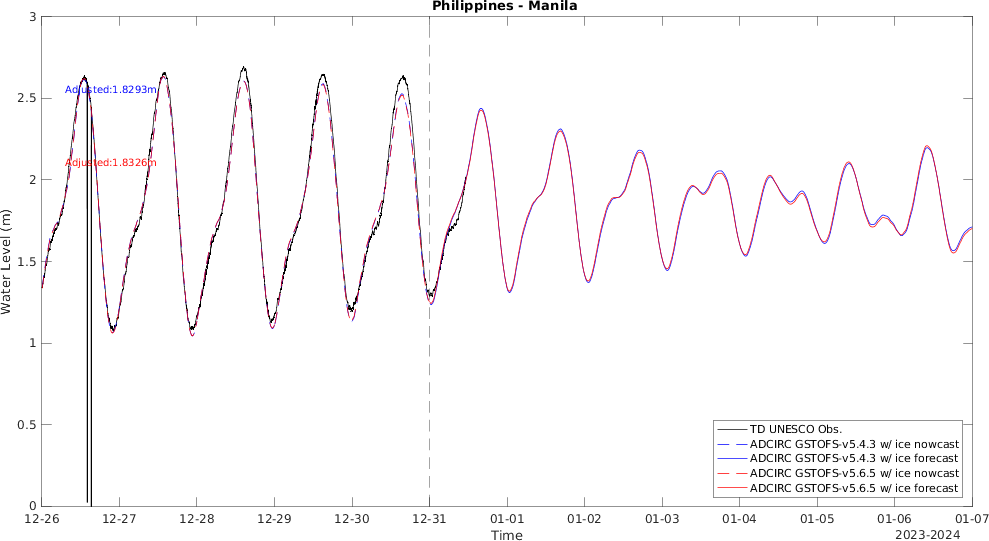 Philippines - Manila
3
2.5
2
1.5
1
0.5
0
Water Level (m)
Adjusted:1.8293m
Adjusted:1.8326m
TD UNESCO Obs.
ADCIRC GSTOFS-v5.4.3 w/ ice nowcast
ADCIRC GSTOFS-v5.4.3 w/ ice forecast
ADCIRC GSTOFS-v5.6.5 w/ ice nowcast
ADCIRC GSTOFS-v5.6.5 w/ ice forecast
12-26 12-27 12-28 12-29 12-30 12-31 01-01 01-02 01-03 01-04 01-05 01-06 01-07
Time
2023-2024